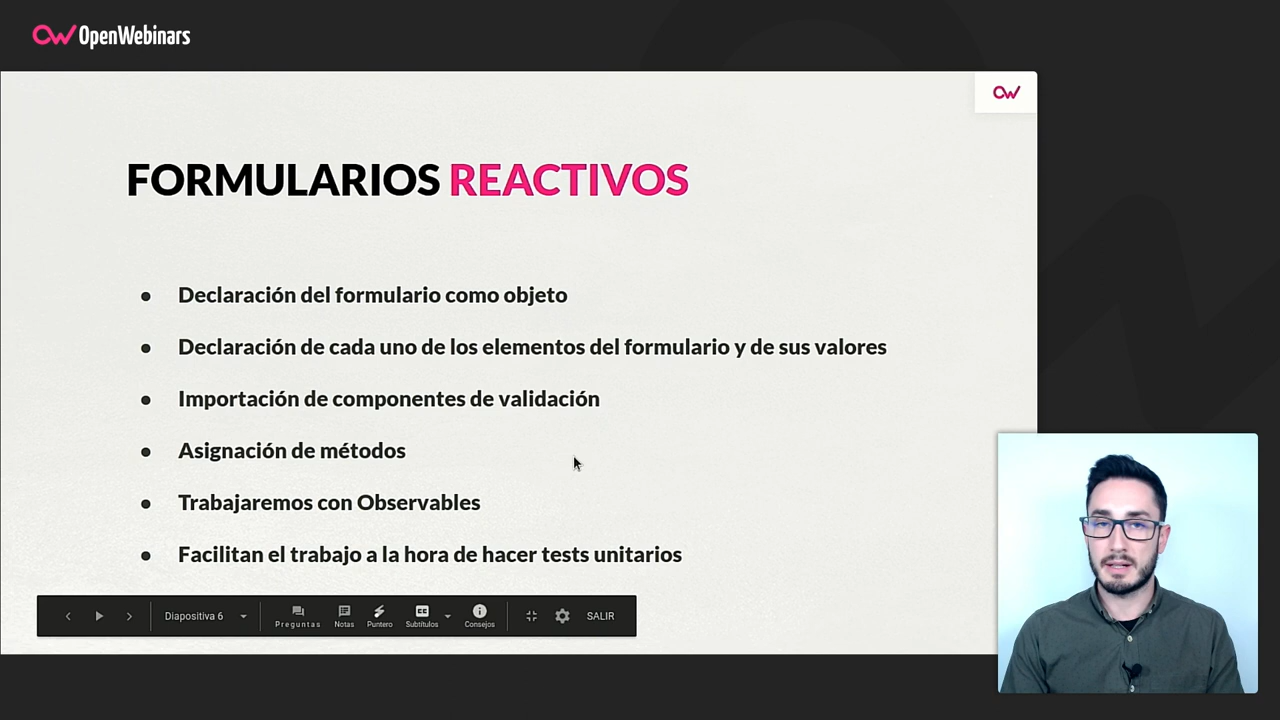 OpenWebinars
FORMULARIOS REACTIVOS
Declaración del formulario como objeto
Declaración de cada uno de los elementos del formulario y de sus valores
Importación de componentes de validación
Asignación de métodos
Trabajaremos con Observables
Facilitan el trabajo a la hora de hacer tests unitarios
Diapositiva 6
Preguntas
Notas
Puntero
CC
Subtítulos
Consejos
SALIR